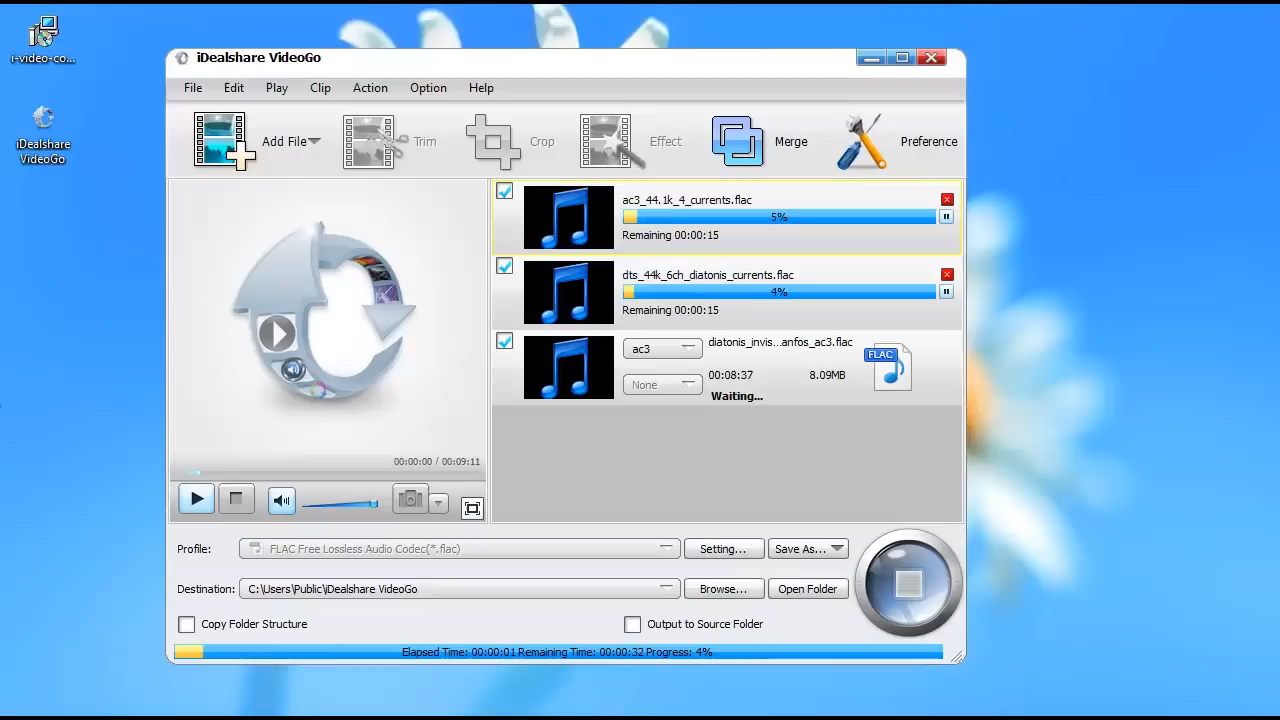 i-video-co...
iDealshare
VideoGo
iDealshare VideoGo
File Edit Play Clip Action Option Help
Add File Trim Crop Effect Merge Preference
ac3_44.1k_4_currents.flac
5%
Remaining 00:00:15
dts_44k_6ch_diatonis_currents.flac
4%
Remaining 00:00:15
ac3 diatonis_invis...anfos_ac3.flac
FLAC
00:08:37 8.09MB
None
Waiting...
00:00:00 / 00:09:11
Profile: FLAC Free Lossless Audio Codec(*.flac) Setting... Save As...
Destination: C:\Users\Public\iDealshare VideoGo Browse... Open Folder
Copy Folder Structure Output to Source Folder
Elapsed Time: 00:00:01 Remaining Time: 00:00:32 Progress: 4%